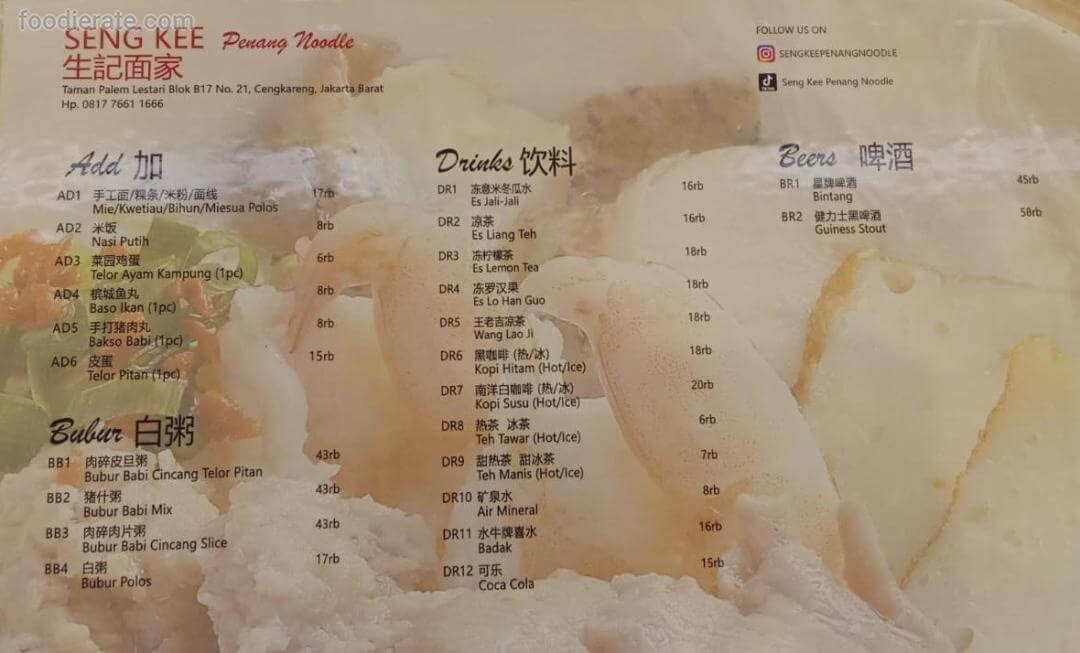 foodierate.com
SENG KEE Penang Noodle
生記面家
Taman Palem Lestari Blok B17 No. 21, Cengkareng, Jakarta Barat
Hp. 0817 7661 1666
FOLLOW US ON
SENGKEEPENANGNOODLE
Seng Kee Penang Noodle
Add 加
AD1 手工面/粿条/米粉/面线 17rb
Mie/Kwetiau/Bihun/Miesua Polos
AD2 米饭 8rb
Nasi Putih
AD3 菜园鸡蛋 6rb
Telor Ayam Kampung (1pc)
AD4 槟城鱼丸 8rb
Baso Ikan (1pc)
AD5 手打猪肉丸 8rb
Bakso Babi (1pc)
AD6 皮蛋 15rb
Telor Pitan (1pc)
Bubur 白粥
BB1 肉碎皮旦粥 43rb
Bubur Babi Cincang Telor Pitan
BB2 猪什粥 43rb
Bubur Babi Mix
BB3 肉碎肉片粥 43rb
Bubur Babi Cincang Slice
BB4 白粥 17rb
Bubur Polos
Drinks 饮料
DR1 冻意米冬瓜水 16rb
Es Jali-Jali
DR2 凉茶 16rb
Es Liang Teh
DR3 冻柠檬茶 18rb
Es Lemon Tea
DR4 冻罗汉果 18rb
Es Lo Han Guo
DR5 王老吉凉茶 18rb
Wang Lao Ji
DR6 黑咖啡 (热/冰) 18rb
Kopi Hitam (Hot/Ice)
DR7 南洋白咖啡 (热/冰) 20rb
Kopi Susu (Hot/Ice)
DR8 热茶 冰茶 6rb
Teh Tawar (Hot/Ice)
DR9 甜热茶 甜冰茶 7rb
Teh Manis (Hot/Ice)
DR10 矿泉水 8rb
Air Mineral
DR11 水牛牌喜水 16rb
Badak
DR12 可乐 15rb
Coca Cola
Beers 啤酒
BR1 星牌啤酒 45rb
Bintang
BR2 健力士黑啤酒 58rb
Guiness Stout